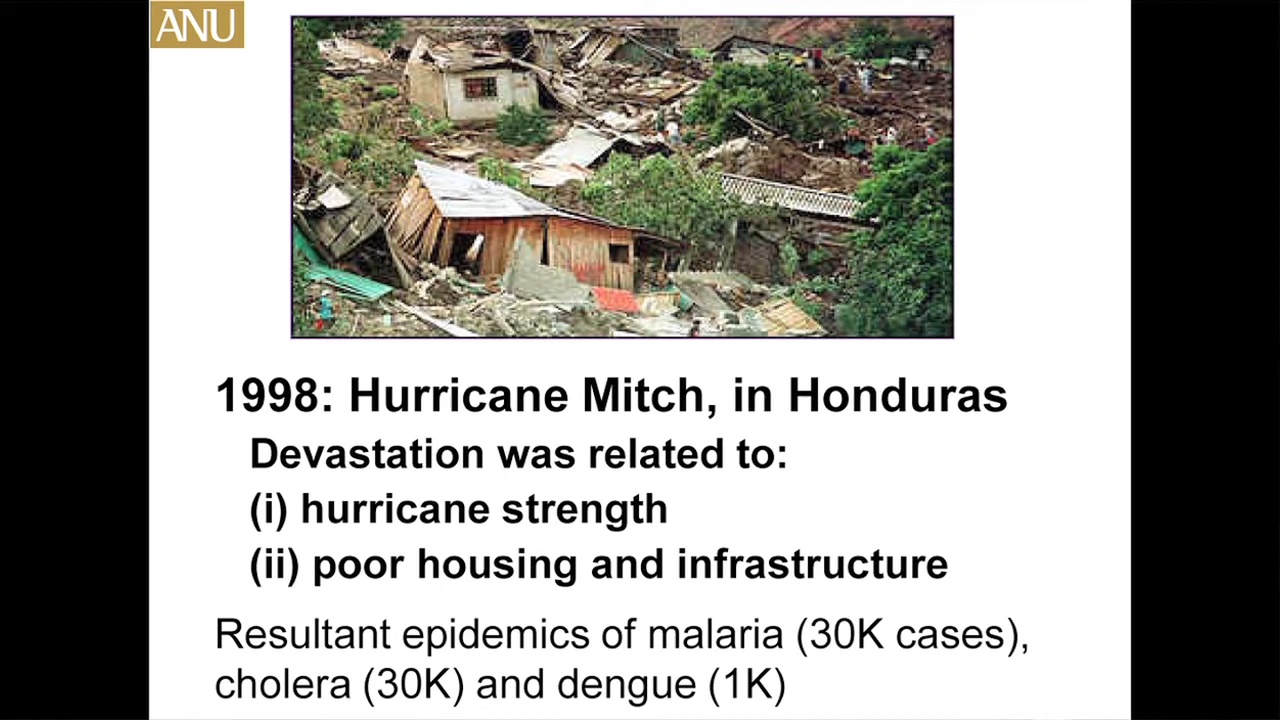 ANU
1998: Hurricane Mitch, in Honduras
Devastation was related to:
(i) hurricane strength
(ii) poor housing and infrastructure
Resultant epidemics of malaria (30K cases),
cholera (30K) and dengue (1K)